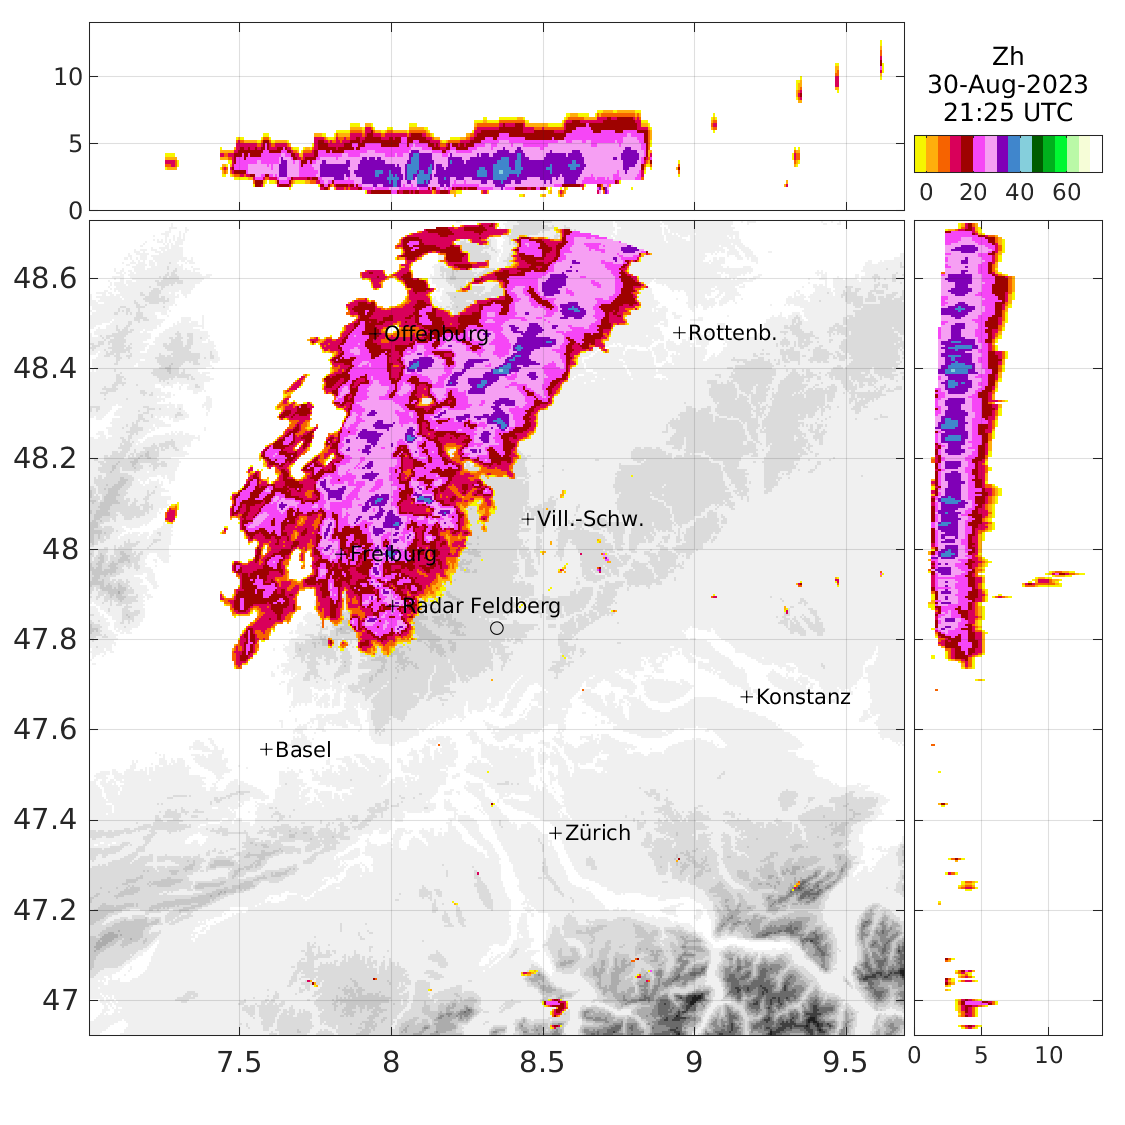 10
5
0
Zh
30-Aug-2023
21:25 UTC
0 20 40 60
48.6
48.4
48.2
48
47.8
47.6
47.4
47.2
47
Offenburg
Rottenb.
Vill.-Schw.
Freiburg
Radar Feldberg
Konstanz
Basel
Zürich
7.5 8 8.5 9 9.5
0 5 10